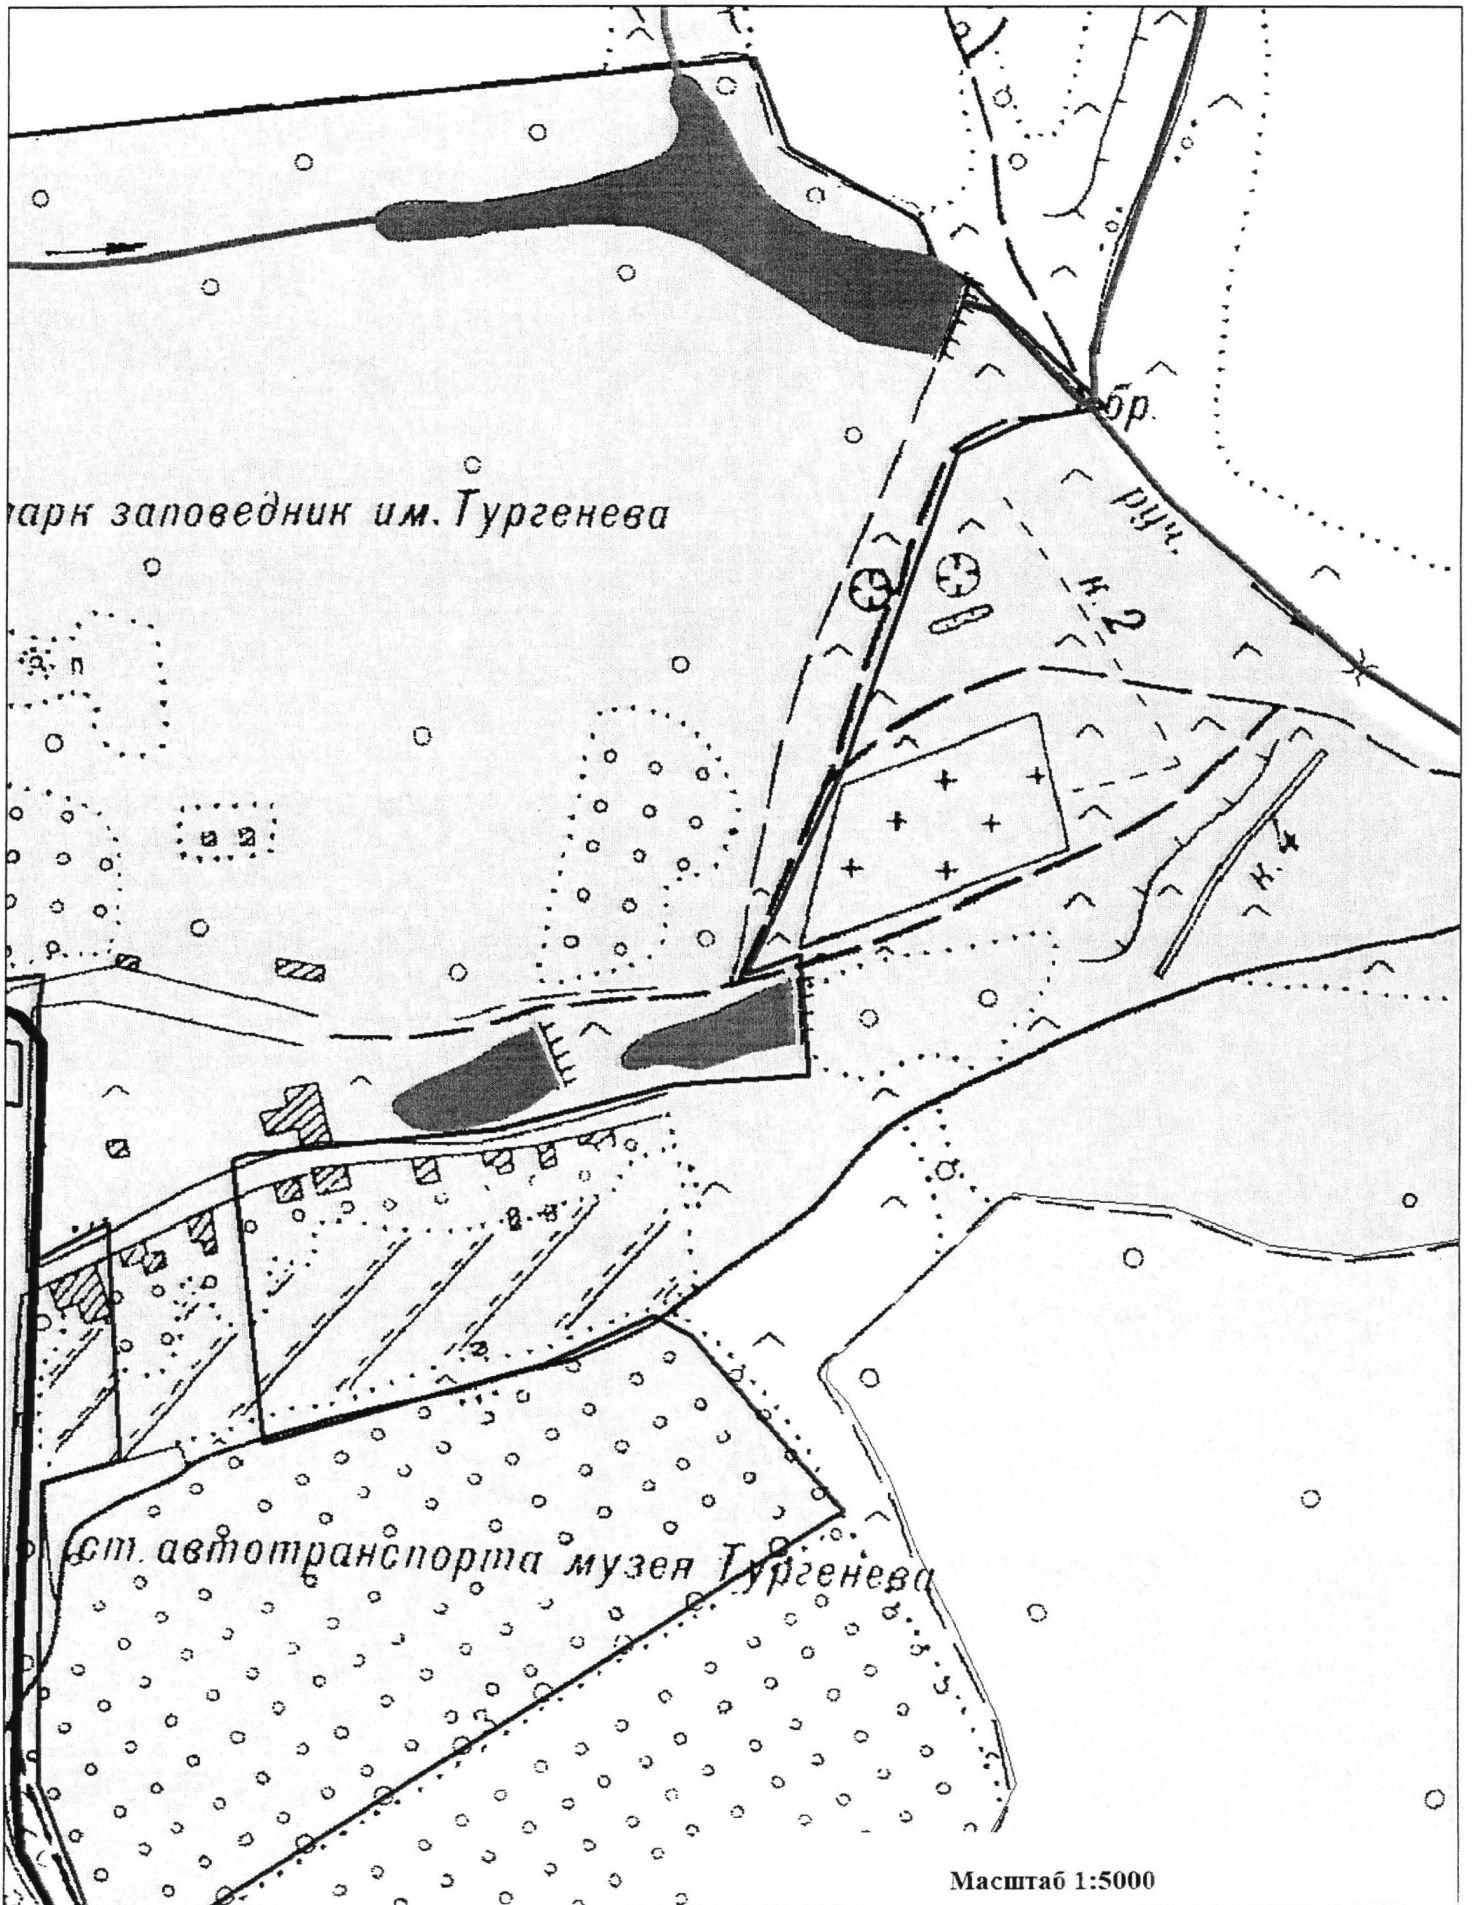 бр.
парк заповедник им. Тургенева
руч.
к. 2
п
к. 4
ст. автотранспорта музея Тургенева
Масштаб 1:5000